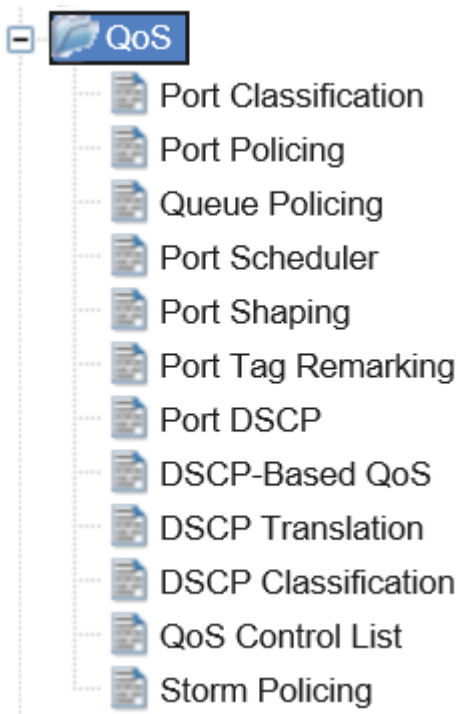 QoS
Port Classification
Port Policing
Queue Policing
Port Scheduler
Port Shaping
Port Tag Remarking
Port DSCP
DSCP-Based QoS
DSCP Translation
DSCP Classification
QoS Control List
Storm Policing